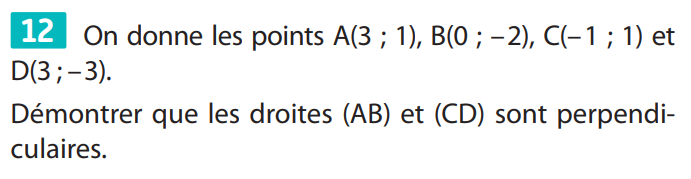 12 On donne les points A(3 ; 1), B(0 ; –2), C(–1 ; 1) et
D(3 ; –3).
Démontrer que les droites (AB) et (CD) sont perpendi-
culaires.